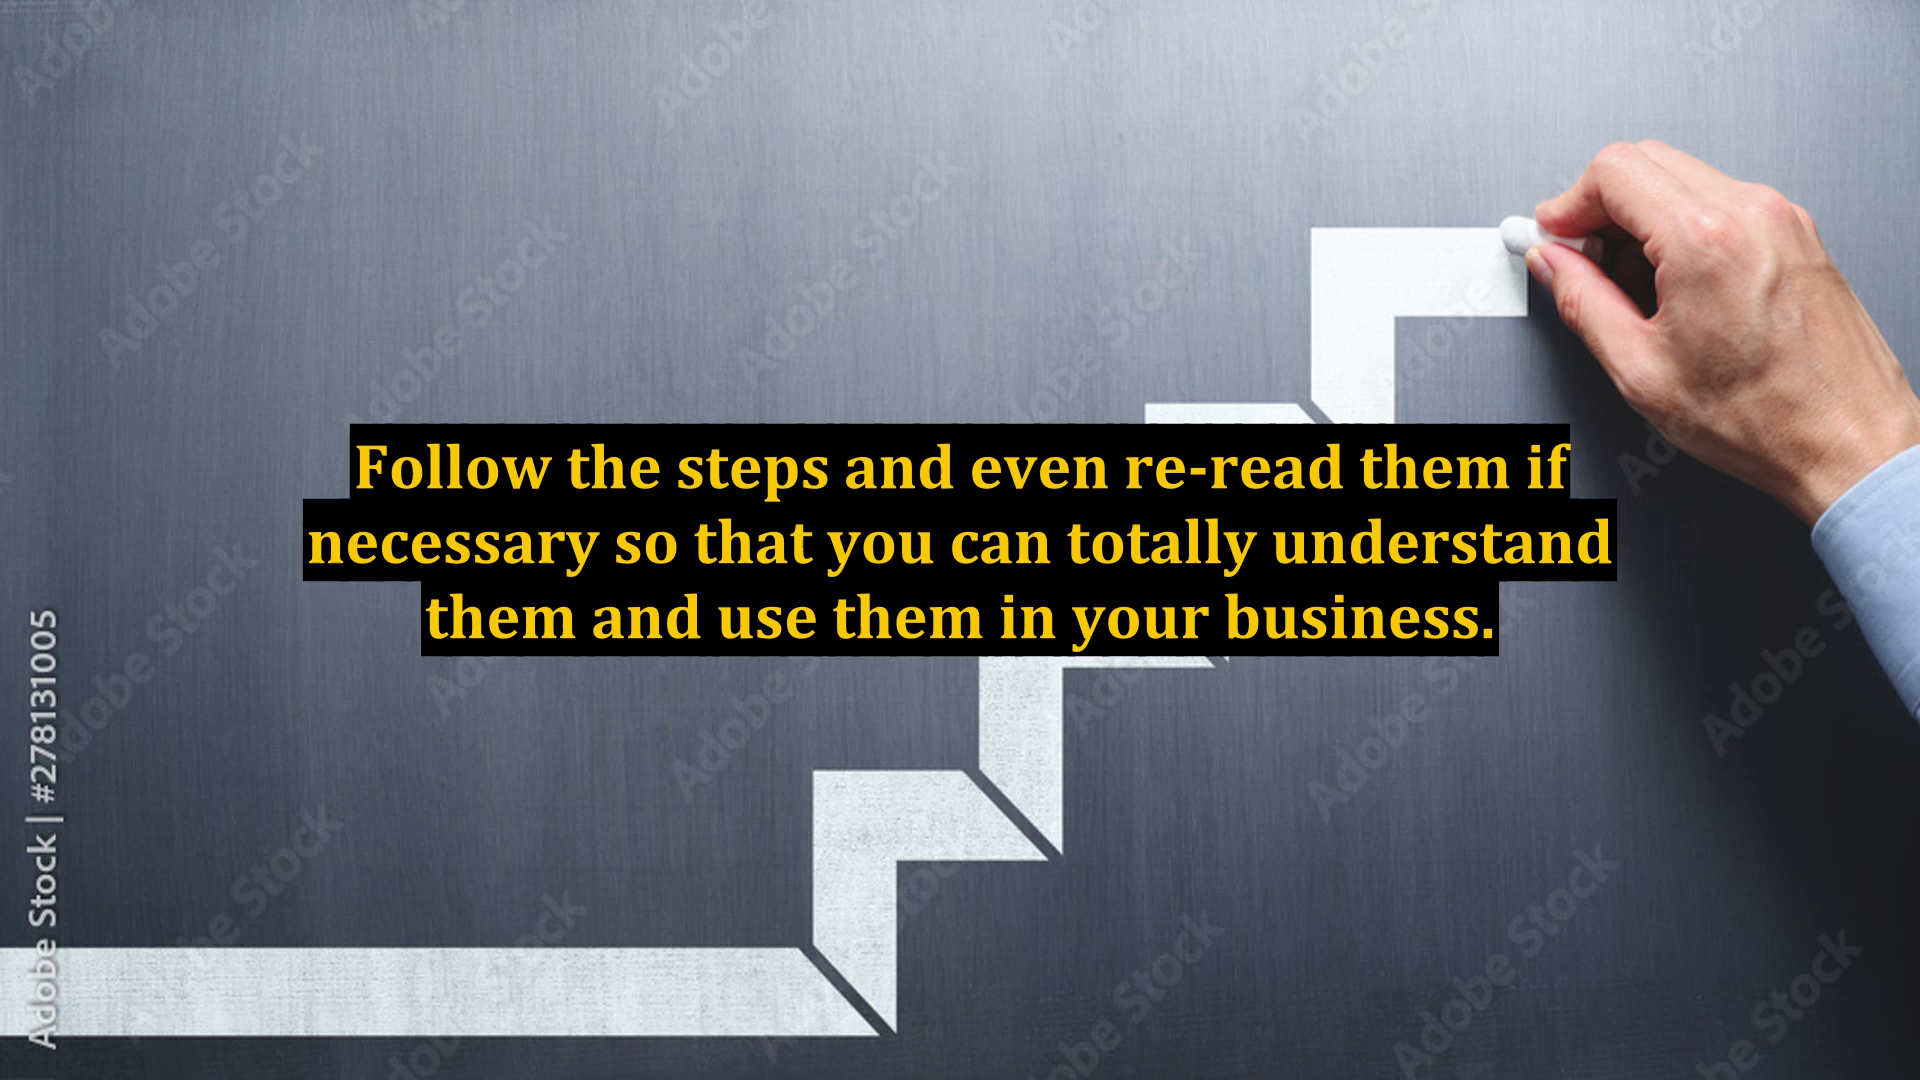 Follow the steps and even re-read them if
necessary so that you can totally understand
them and use them in your business.
Adobe Stock | #278131005